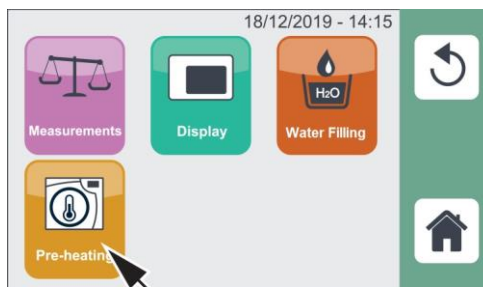 18/12/2019 - 14:15
Measurements
Display
H2O
Water Filling
Pre-heating